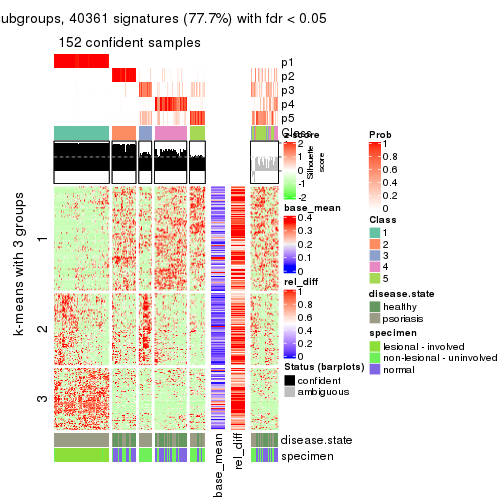 ubgroups, 40361 signatures (77.7%) with fdr < 0.05
152 confident samples
p1
p2
p3
p4
p5
Class
z-score
2
1
0
-1
-2
Silhouette
score
base_mean
0.4
0.3
0.2
0.1
0
rel_diff
1
0.8
0.6
0.4
0.2
0
Status (barplots)
confident
ambiguous
Prob
1
0.8
0.6
0.4
0.2
0
Class
1
2
3
4
5
disease.state
healthy
psoriasis
specimen
lesional - involved
non-lesional - uninvolved
normal
k-means with 3 groups
1
2
3
disease.state
specimen
base_mean
rel_diff